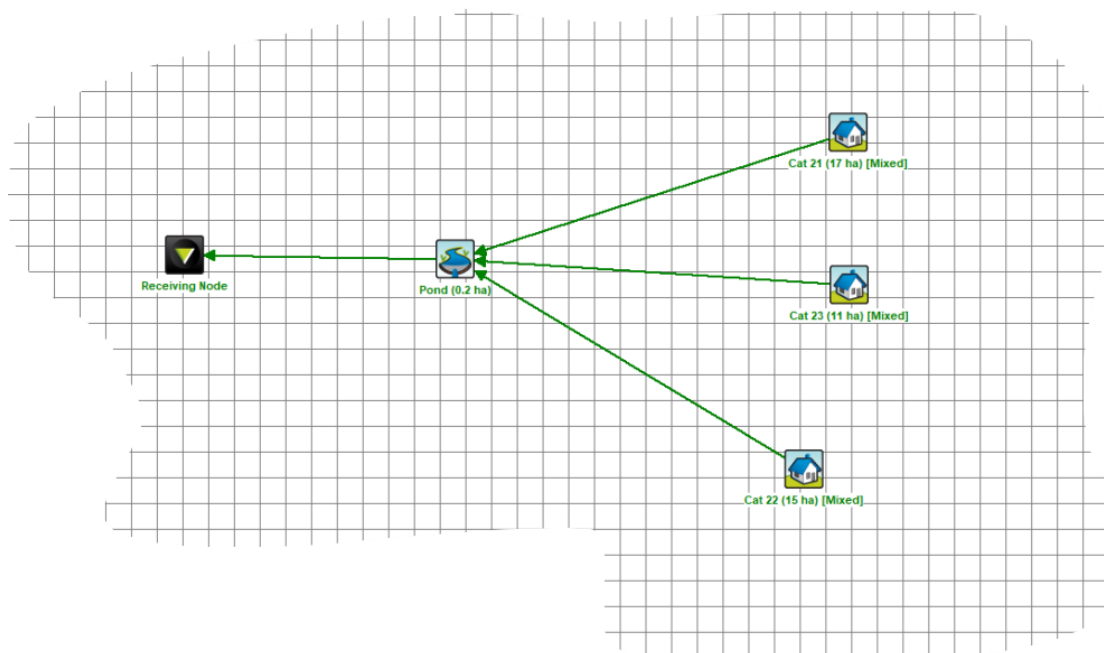 Cat 21 (17 ha) [Mixed]
Receiving Node
Pond (0.2 ha)
Cat 23 (11 ha) [Mixed]
Cat 22 (15 ha) [Mixed]